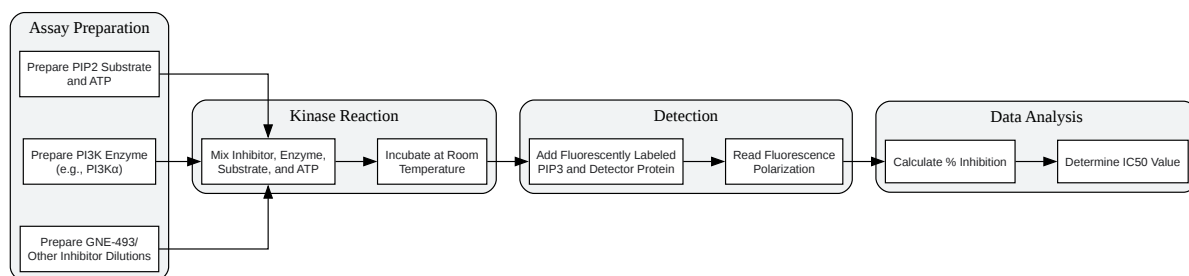 Assay Preparation
Prepare PIP2 Substrate
and ATP
Prepare PI3K Enzyme
(e.g., PI3Kα)
Prepare GNE-493/
Other Inhibitor Dilutions
Kinase Reaction
Mix Inhibitor, Enzyme,
Substrate, and ATP
Incubate at Room
Temperature
Detection
Add Fluorescently Labeled
PIP3 and Detector Protein
Read Fluorescence
Polarization
Data Analysis
Calculate % Inhibition
Determine IC50 Value